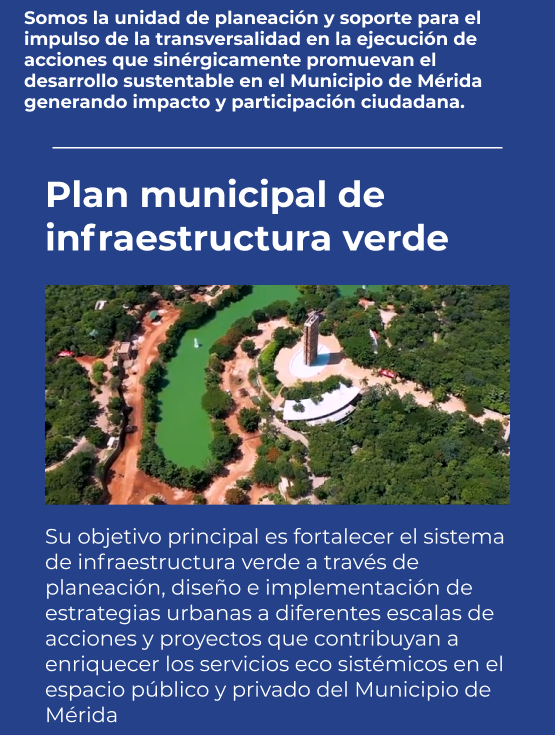 Somos la unidad de planeación y soporte para el
impulso de la transversalidad en la ejecución de
acciones que sinérgicamente promuevan el
desarrollo sustentable en el Municipio de Mérida
generando impacto y participación ciudadana.
Plan municipal de
infraestructura verde
Su objetivo principal es fortalecer el sistema
de infraestructura verde a través de
planeación, diseño e implementación de
estrategias urbanas a diferentes escalas de
acciones y proyectos que contribuyan a
enriquecer los servicios eco sistémicos en el
espacio público y privado del Municipio de
Mérida